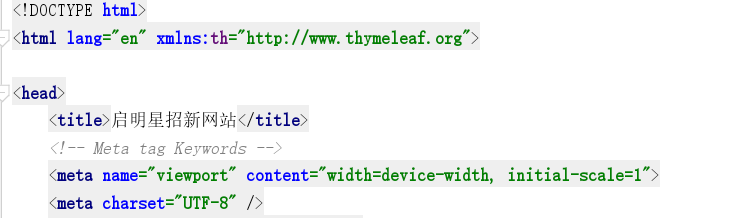 <!DOCTYPE html>
<html lang="en" xmlns:th="http://www.thymeleaf.org">
<head>
<title>启明星招新网站</title>
<!-- Meta tag Keywords -->
<meta name="viewport" content="width=device-width, initial-scale=1">
<meta charset="UTF-8" />